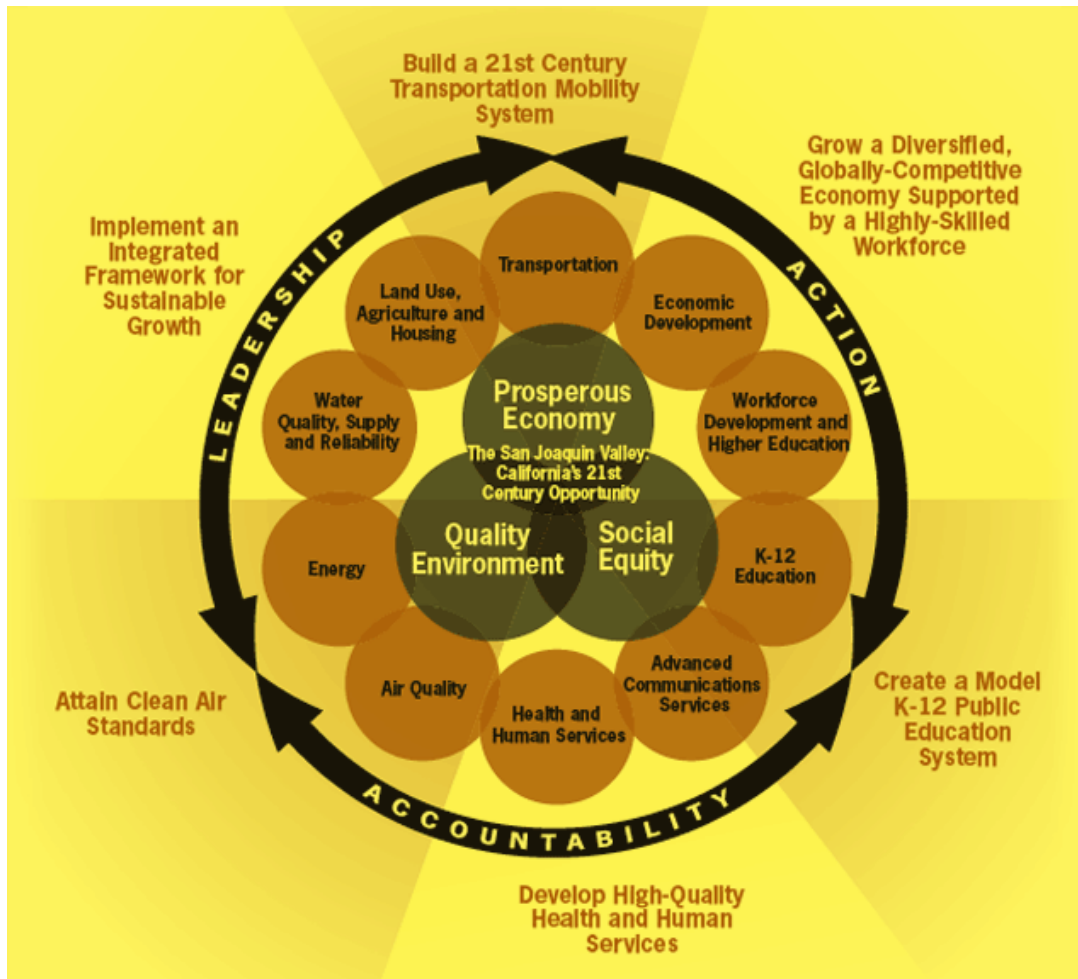 Build a 21st Century
Transportation Mobility
System
Grow a Diversified,
Globally-Competitive
Economy Supported
by a Highly-Skilled
Workforce
Implement an
Integrated
Framework for
Sustainable
Growth
LEADERSHIP
ACTION
Transportation
Land Use,
Agriculture and
Housing
Economic
Development
Water
Quality, Supply
and Reliability
Workforce
Development and
Higher Education
Prosperous
Economy
The San Joaquin Valley:
California's 21st
Century Opportunity
Quality
Environment
Social
Equity
Energy
K-12
Education
Air Quality
Health and
Human Services
Advanced
Communications
Services
Attain Clean Air
Standards
Create a Model
K-12 Public
Education
System
ACCOUNTABILITY
Develop High-Quality
Health and Human
Services